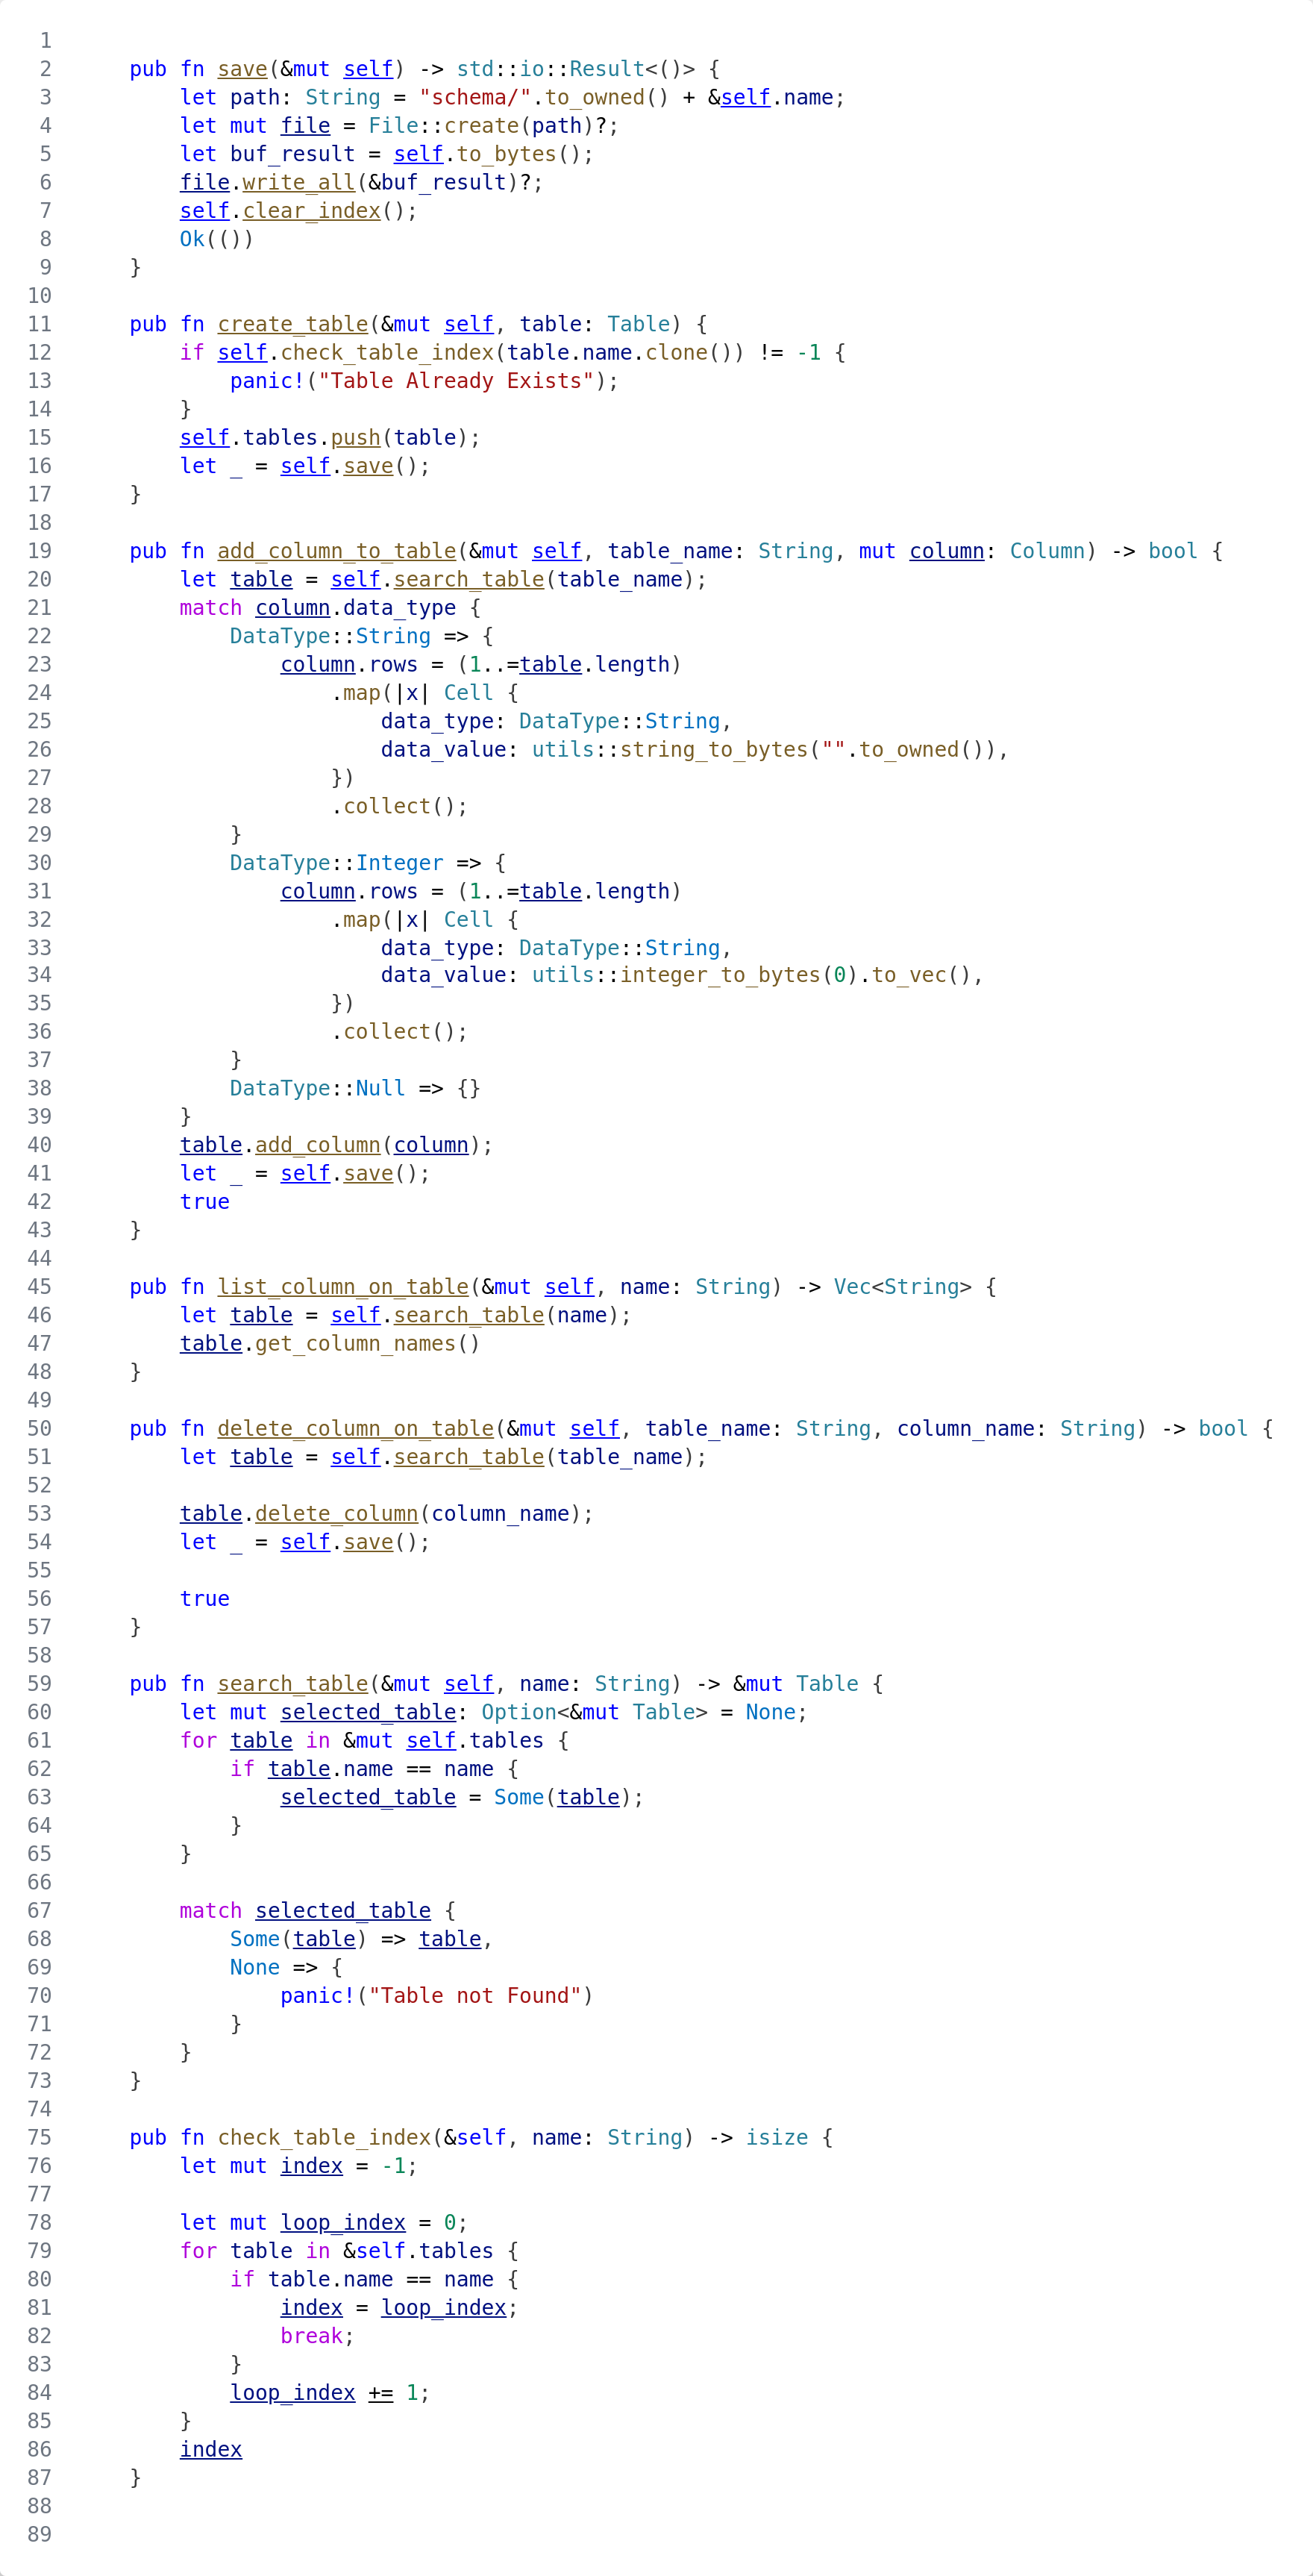 1
2     pub fn save(&mut self) -> std::io::Result<()> {
3         let path: String = "schema/".to_owned() + &self.name;
4         let mut file = File::create(path)?;
5         let buf_result = self.to_bytes();
6         file.write_all(&buf_result)?;
7         self.clear_index();
8         Ok(())
9     }
10
11     pub fn create_table(&mut self, table: Table) {
12         if self.check_table_index(table.name.clone()) != -1 {
13             panic!("Table Already Exists");
14         }
15         self.tables.push(table);
16         let _ = self.save();
17     }
18
19     pub fn add_column_to_table(&mut self, table_name: String, mut column: Column) -> bool {
20         let table = self.search_table(table_name);
21         match column.data_type {
22             DataType::String => {
23                 column.rows = (1..=table.length)
24                     .map(|x| Cell {
25                         data_type: DataType::String,
26                         data_value: utils::string_to_bytes("".to_owned()),
27                     })
28                     .collect();
29             }
30             DataType::Integer => {
31                 column.rows = (1..=table.length)
32                     .map(|x| Cell {
33                         data_type: DataType::String,
34                         data_value: utils::integer_to_bytes(0).to_vec(),
35                     })
36                     .collect();
37             }
38             DataType::Null => {}
39         }
40         table.add_column(column);
41         let _ = self.save();
42         true
43     }
44
45     pub fn list_column_on_table(&mut self, name: String) -> Vec<String> {
46         let table = self.search_table(name);
47         table.get_column_names()
48     }
49
50     pub fn delete_column_on_table(&mut self, table_name: String, column_name: String) -> bool {
51         let table = self.search_table(table_name);
52
53         table.delete_column(column_name);
54         let _ = self.save();
55
56         true
57     }
58
59     pub fn search_table(&mut self, name: String) -> &mut Table {
60         let mut selected_table: Option<&mut Table> = None;
61         for table in &mut self.tables {
62             if table.name == name {
63                 selected_table = Some(table);
64             }
65         }
66
67         match selected_table {
68             Some(table) => table,
69             None => {
70                 panic!("Table not Found")
71             }
72         }
73     }
74
75     pub fn check_table_index(&self, name: String) -> isize {
76         let mut index = -1;
77
78         let mut loop_index = 0;
79         for table in &self.tables {
80             if table.name == name {
81                 index = loop_index;
82                 break;
83             }
84             loop_index += 1;
85         }
86         index
87     }
88
89